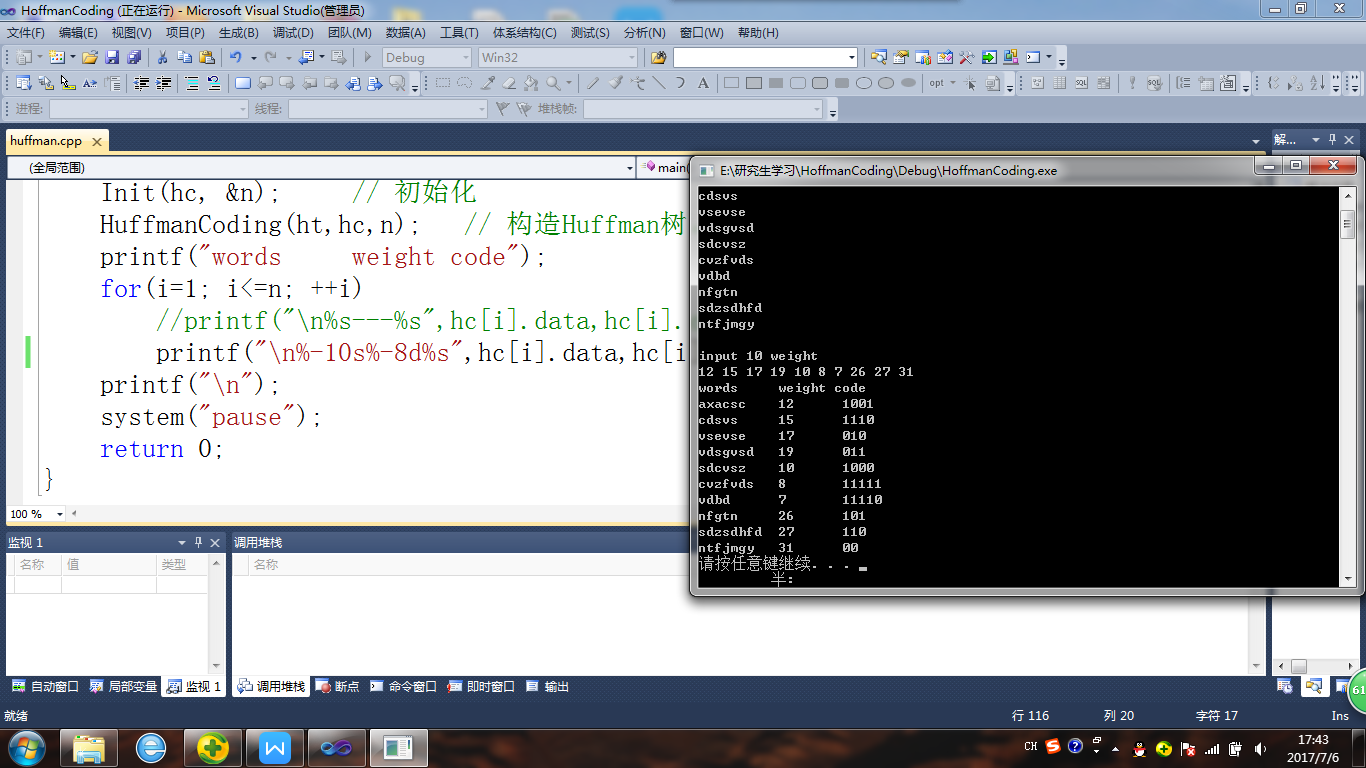 HoffmanCoding (正在运行) - Microsoft Visual Studio(管理员)
文件(F) 编辑(E) 视图(V) 项目(P) 生成(B) 调试(D) 团队(M) 数据(A) 工具(T) 体系结构(C) 测试(S) 分析(N) 窗口(W) 帮助(H)
Debug Win32
A opt
进程: 线程: 堆栈帧:
huffman.cpp
解...
(全局范围) main(
Init(hc, &n); // 初始化
HuffmanCoding(ht,hc,n); // 构造Huffman树
printf("words weight code");
for(i=1; i<=n; ++i)
//printf("\n%s---%s",hc[i].data,hc[i].
printf("\n%-10s%-8d%s",hc[i].data,hc[i
printf("\n");
system("pause");
return 0;
}
100 %
E:\研究生学习\HoffmanCoding\Debug\HoffmanCoding.exe
cdsvs
vsevse
vdsgvsd
sdcvsz
cvzfvds
vdbd
nfgtn
sdzsdhfd
ntfjmgy
input 10 weight
12 15 17 19 10 8 7 26 27 31
words weight code
axacsc 12 1001
cdsvs 15 1110
vsevse 17 010
vdsgvsd 19 011
sdcvsz 10 1000
cvzfvds 8 11111
vdbd 7 11110
nfgtn 26 101
sdzsdhfd 27 110
ntfjmgy 31 00
请按任意键继续. . .
半:
监视 1
名称 值 类型
调用堆栈
名称
自动窗口 局部变量 监视 1 调用堆栈 断点 命令窗口 即时窗口 输出
61
就绪 行 116 列 20 字符 17 Ins
CH 17:43
2017/7/6